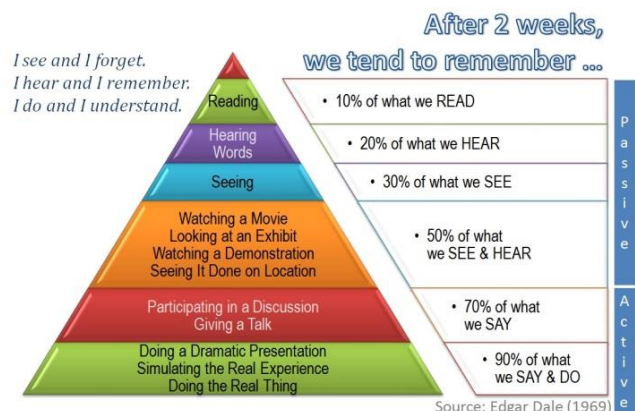 After 2 weeks,
we tend to remember ...
I see and I forget.
I hear and I remember.
I do and I understand.
Reading
• 10% of what we READ
Hearing
Words
• 20% of what we HEAR
Seeing
• 30% of what we SEE
Watching a Movie
Looking at an Exhibit
Watching a Demonstration
Seeing It Done on Location
• 50% of what
we SEE & HEAR
Participating in a Discussion
Giving a Talk
• 70% of what
we SAY
Doing a Dramatic Presentation
Simulating the Real Experience
Doing the Real Thing
• 90% of what
we SAY & DO
Passive
Active
Source: Edgar Dale (1969)